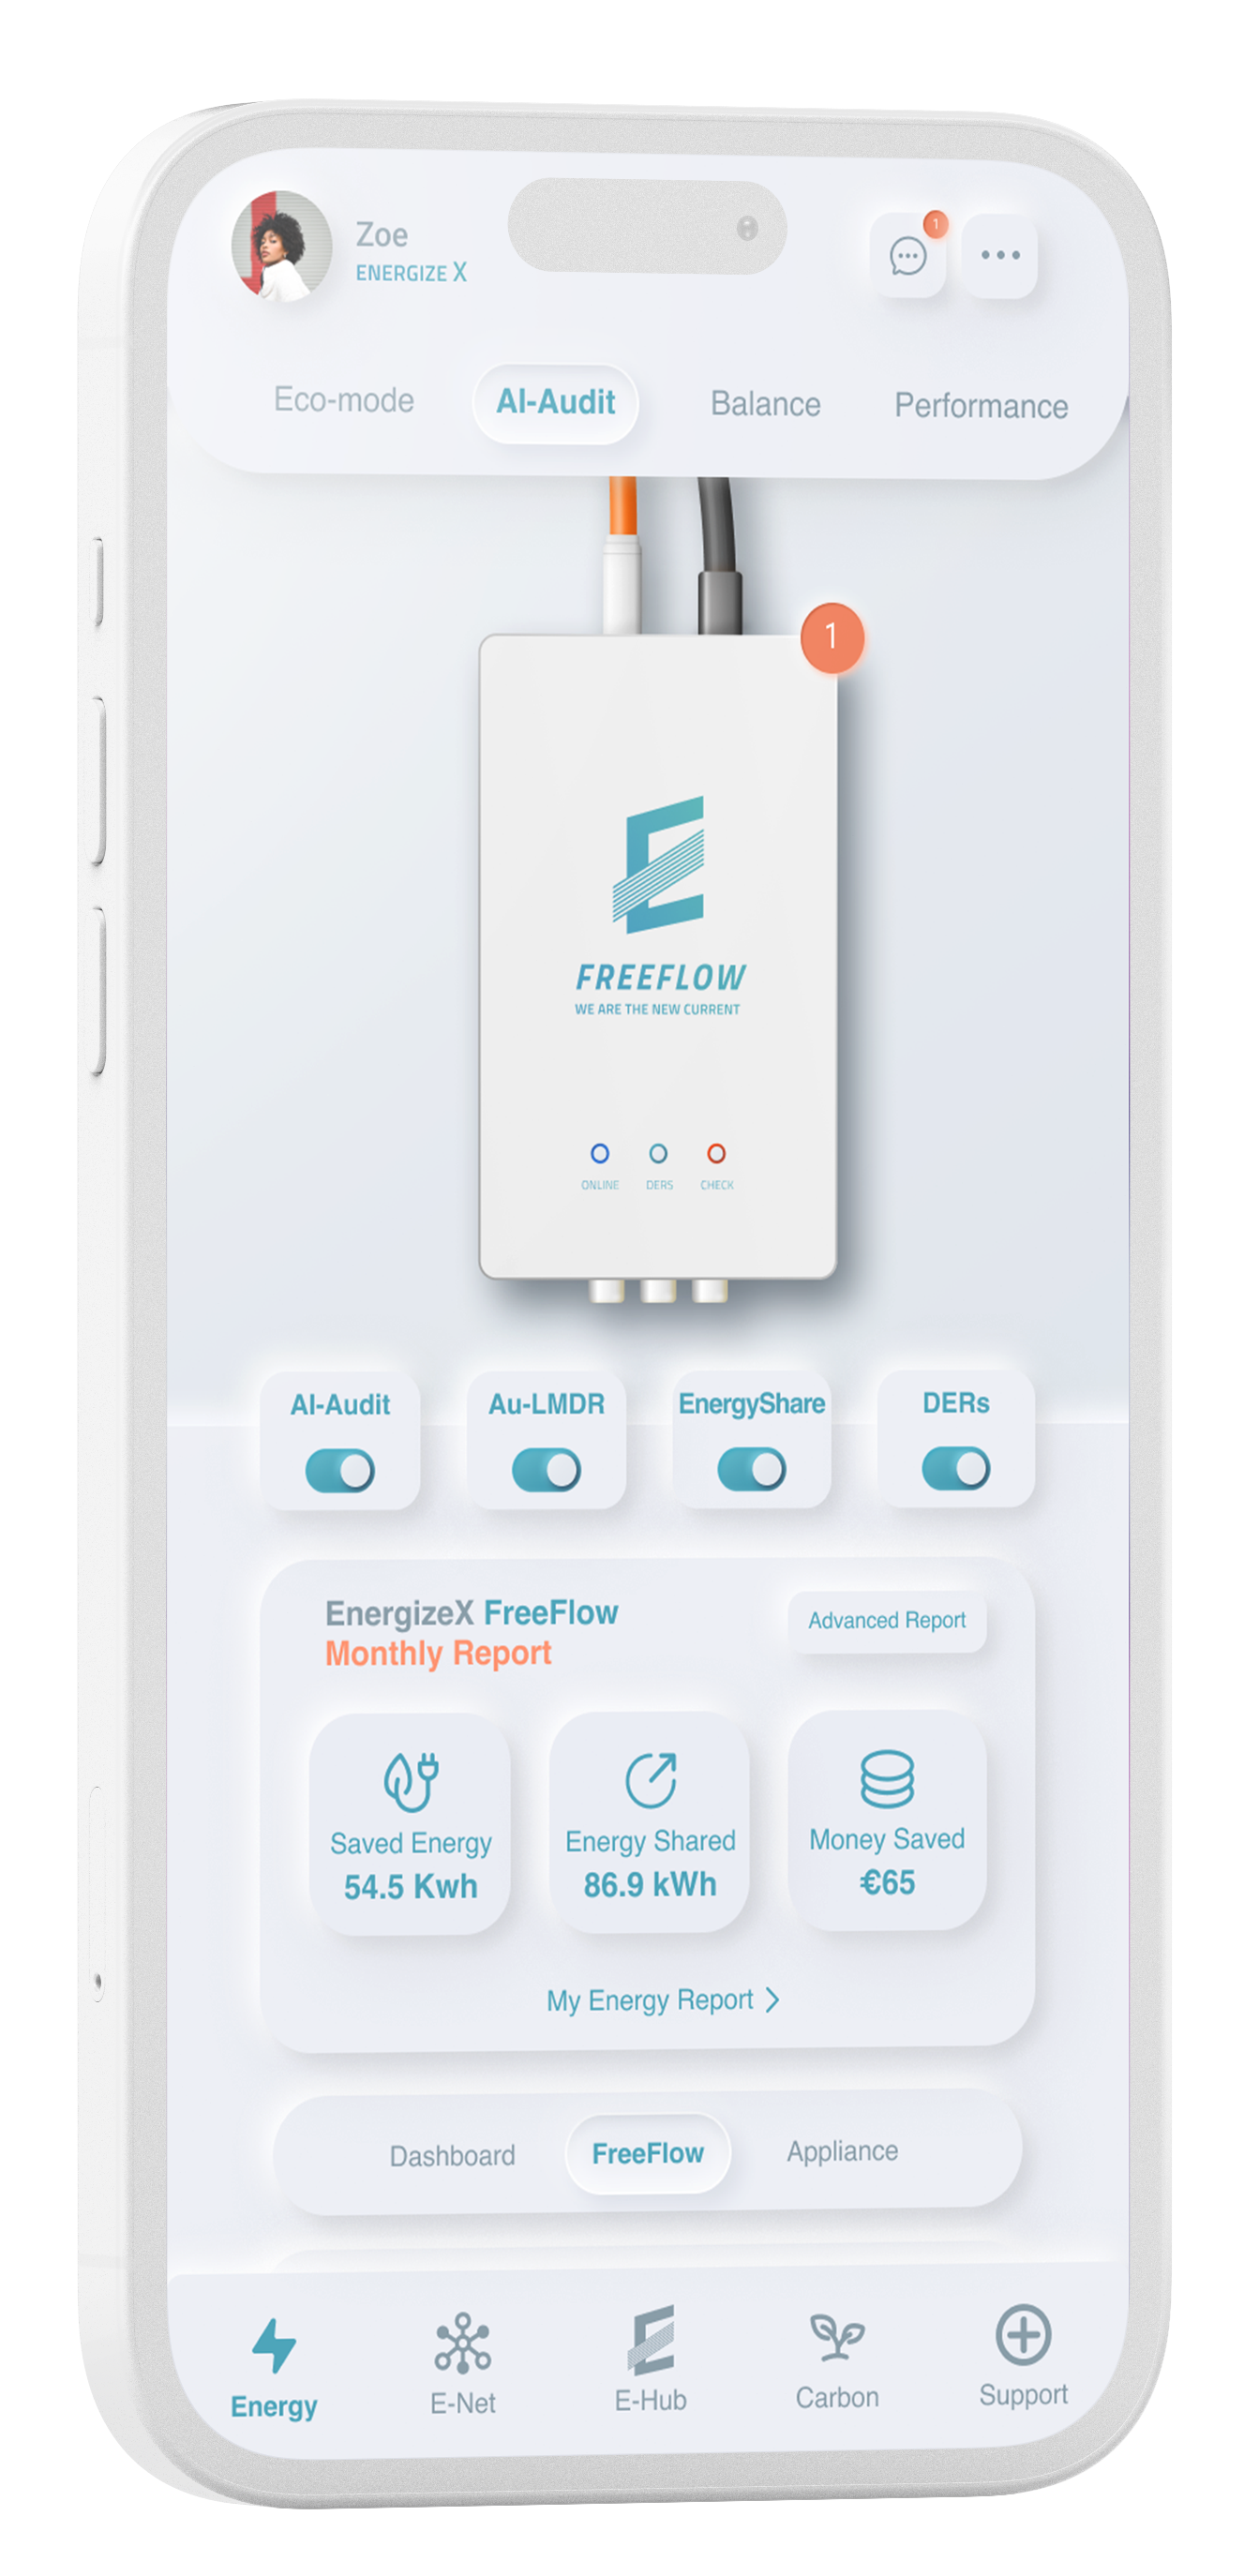 Zoe
ENERGIZE X
1
Eco-mode
AI-Audit
Balance
Performance
1
FREEFLOW
WE ARE THE NEW CURRENT
ONLINE
DERS
CHECK
AI-Audit
Au-LMDR
EnergyShare
DERs
EnergizeX FreeFlow
Monthly Report
Advanced Report
Saved Energy
54.5 Kwh
Energy Shared
86.9 kWh
Money Saved
€65
My Energy Report >
Dashboard
FreeFlow
Appliance
Energy
E-Net
E-Hub
Carbon
Support